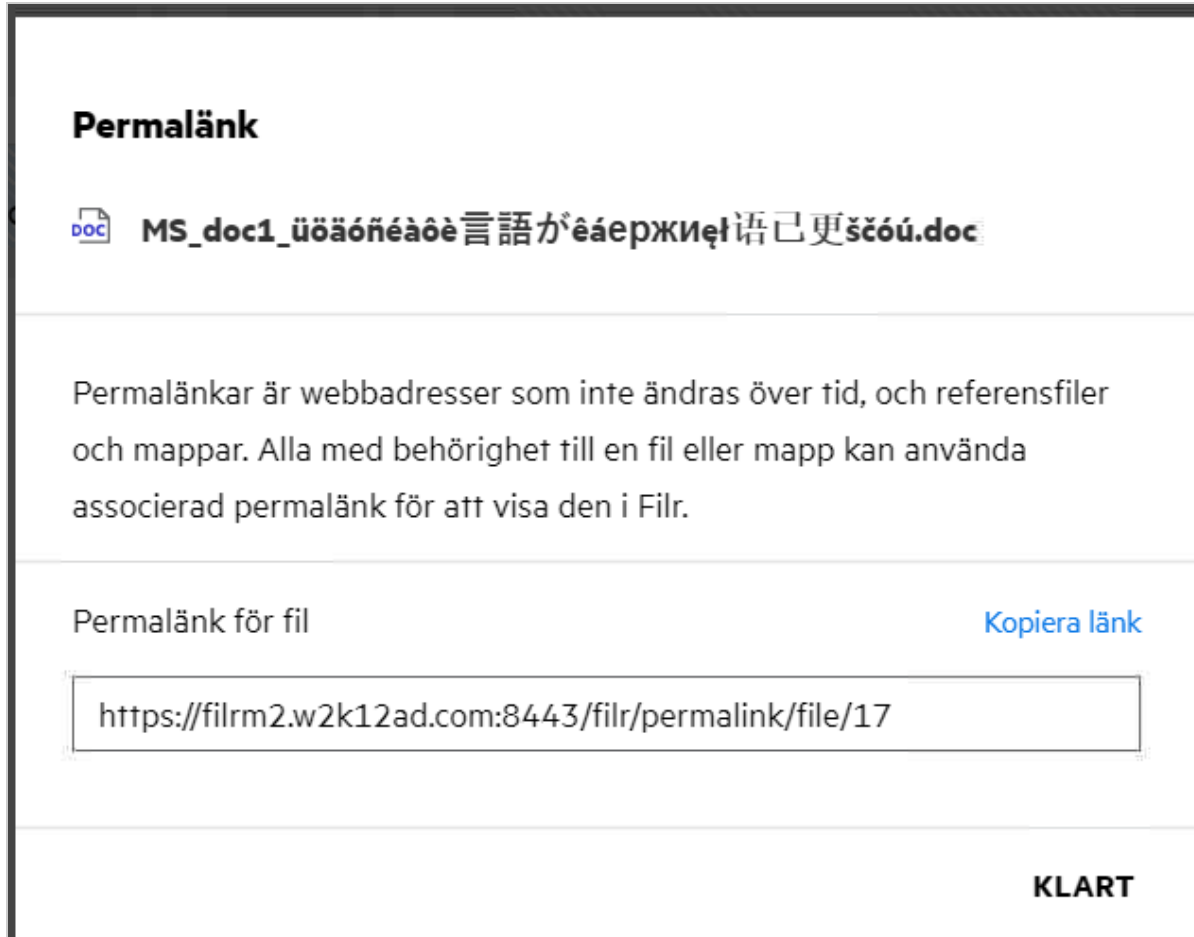 Permalänk
DOC MS_doc1_üöäóñéàôè言語がêáержиęł语己更ščóú.doc
Permalänkar är webbadresser som inte ändras över tid, och referensfiler
och mappar. Alla med behörighet till en fil eller mapp kan använda
associerad permalänk för att visa den i Filr.
Permalänk för fil Kopiera länk
https://filrm2.w2k12ad.com:8443/filr/permalink/file/17
KLART